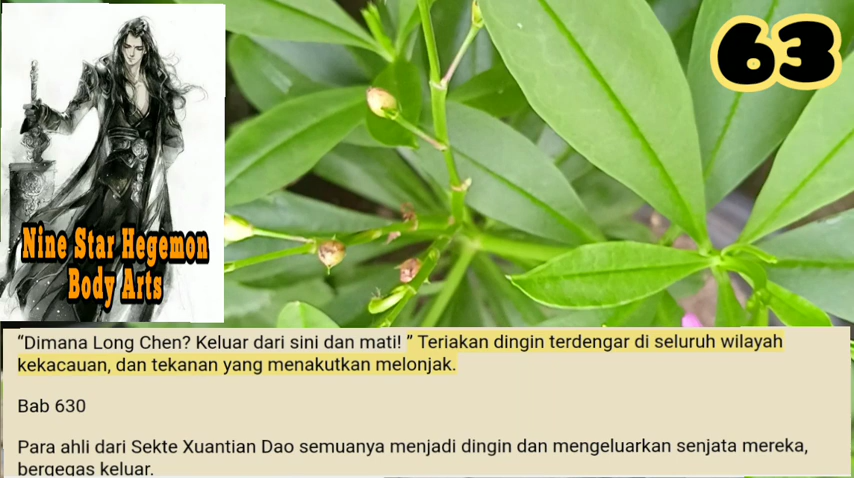 63
Nine Star Hegemon
Body Arts
“Dimana Long Chen? Keluar dari sini dan mati! ” Teriakan dingin terdengar di seluruh wilayah
kekacauan, dan tekanan yang menakutkan melonjak.
Bab 630
Para ahli dari Sekte Xuantian Dao semuanya menjadi dingin dan mengeluarkan senjata mereka,
bergegas keluar.